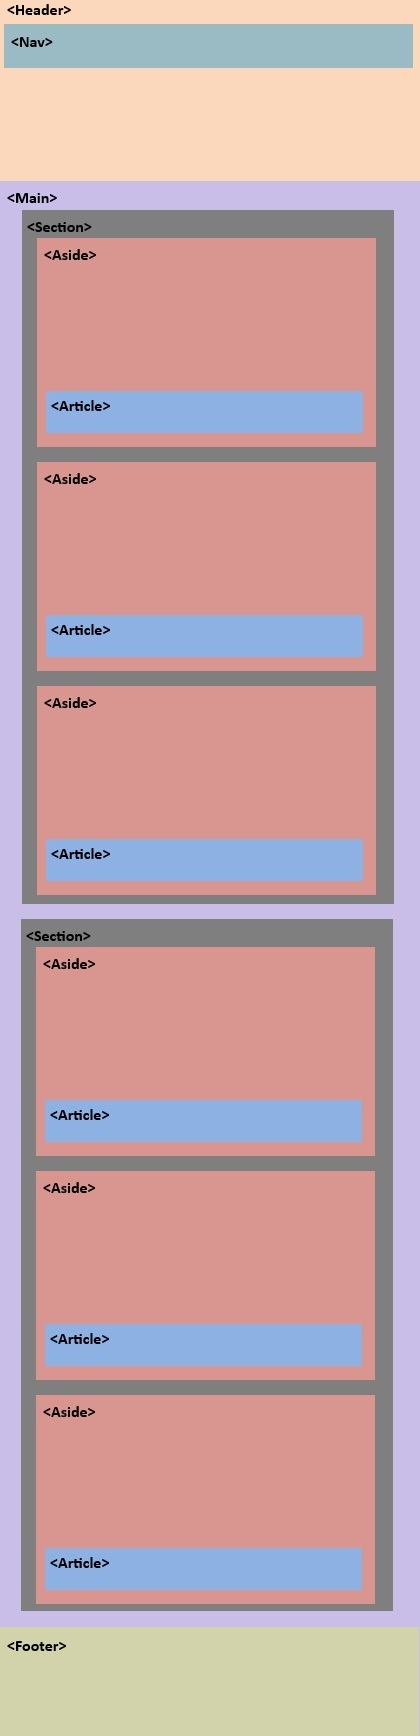 <Header>
<Nav>
<Main>
<Section>
<Aside>
<Article>
<Aside>
<Article>
<Aside>
<Article>
<Section>
<Aside>
<Article>
<Aside>
<Article>
<Aside>
<Article>
<Footer>